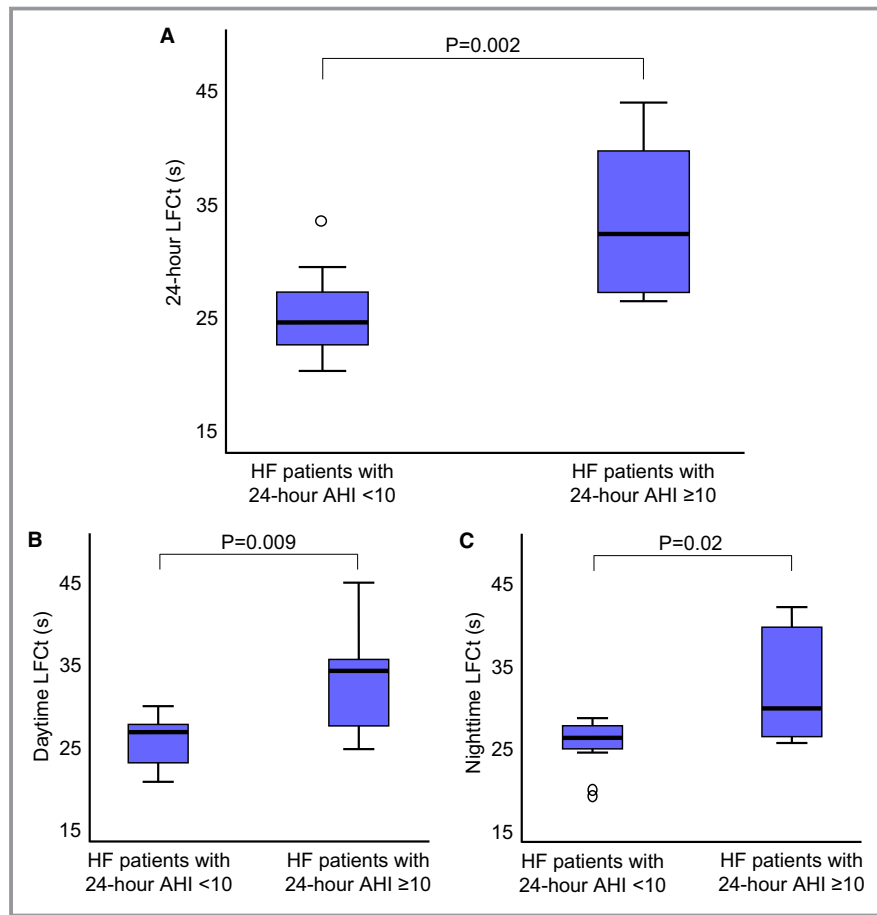 A
P=0.002
24-hour LFCt (s)
45
35
25
15
HF patients with
24-hour AHI <10
HF patients with
24-hour AHI ≥10
B
P=0.009
Daytime LFCt (s)
45
35
25
15
HF patients with
24-hour AHI <10
HF patients with
24-hour AHI ≥10
C
P=0.02
Nighttime LFCt (s)
45
35
25
15
HF patients with
24-hour AHI <10
HF patients with
24-hour AHI ≥10